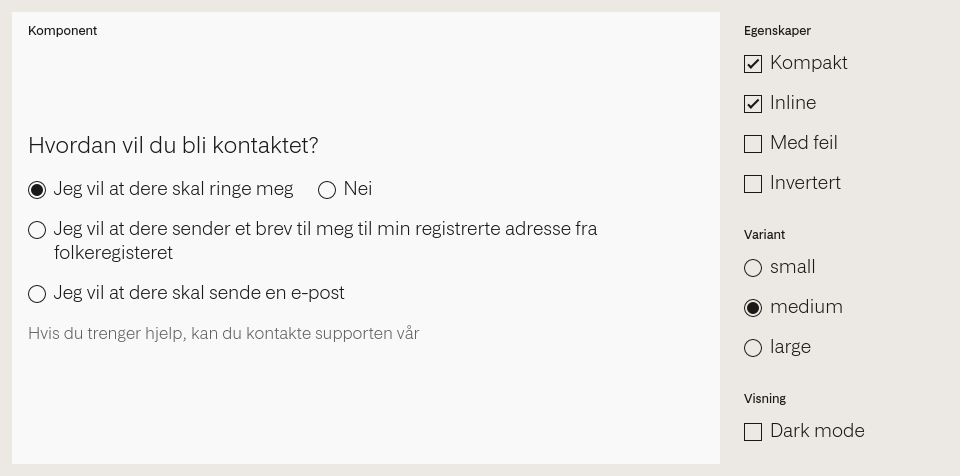 Komponent
Hvordan vil du bli kontaktet?
Jeg vil at dere skal ringe meg
Nei
Jeg vil at dere sender et brev til meg til min registrerte adresse fra
folkeregisteret
Jeg vil at dere skal sende en e-post
Hvis du trenger hjelp, kan du kontakte supporten vår
Egenskaper
Kompakt
Inline
Med feil
Invertert
Variant
small
medium
large
Visning
Dark mode